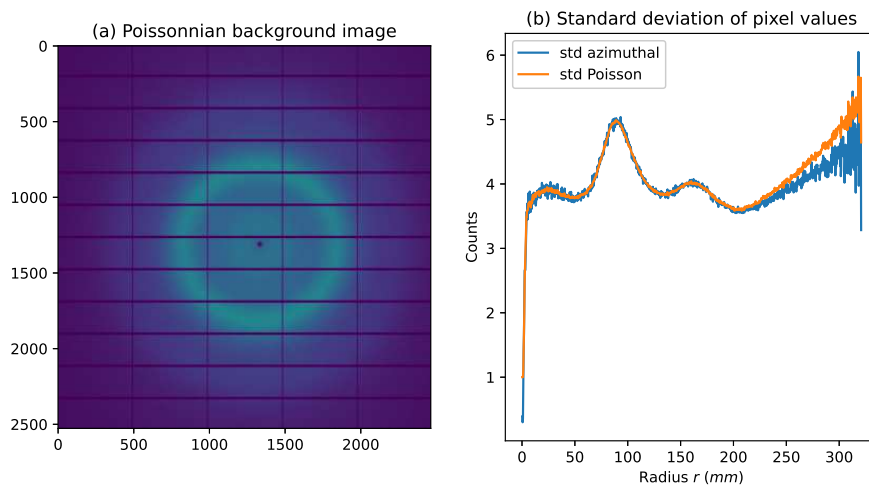 (a) Poissonnian background image
0
500
1000
1500
2000
2500
0 1000 1500 2000
(b) Standard deviation of pixel values
std azimuthal
std Poisson
6
5
4
3
2
1
Counts
0 50 100 150 200 250 300
Radius r (mm)